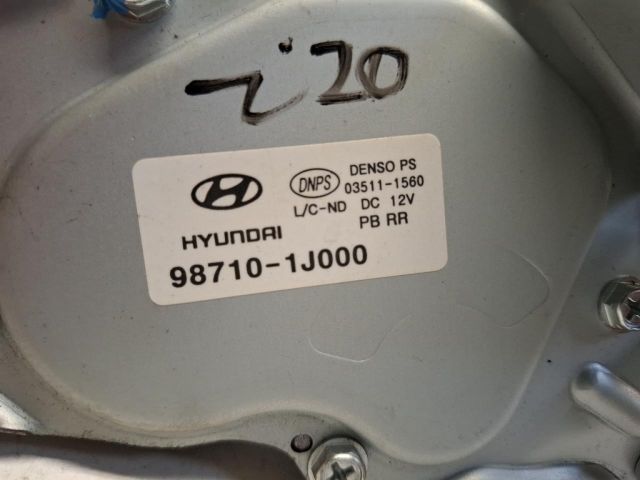 i20
DNPS DENSO PS
03511-1560
L/C-ND DC 12V
HYUNDAI PB RR
98710-1J000